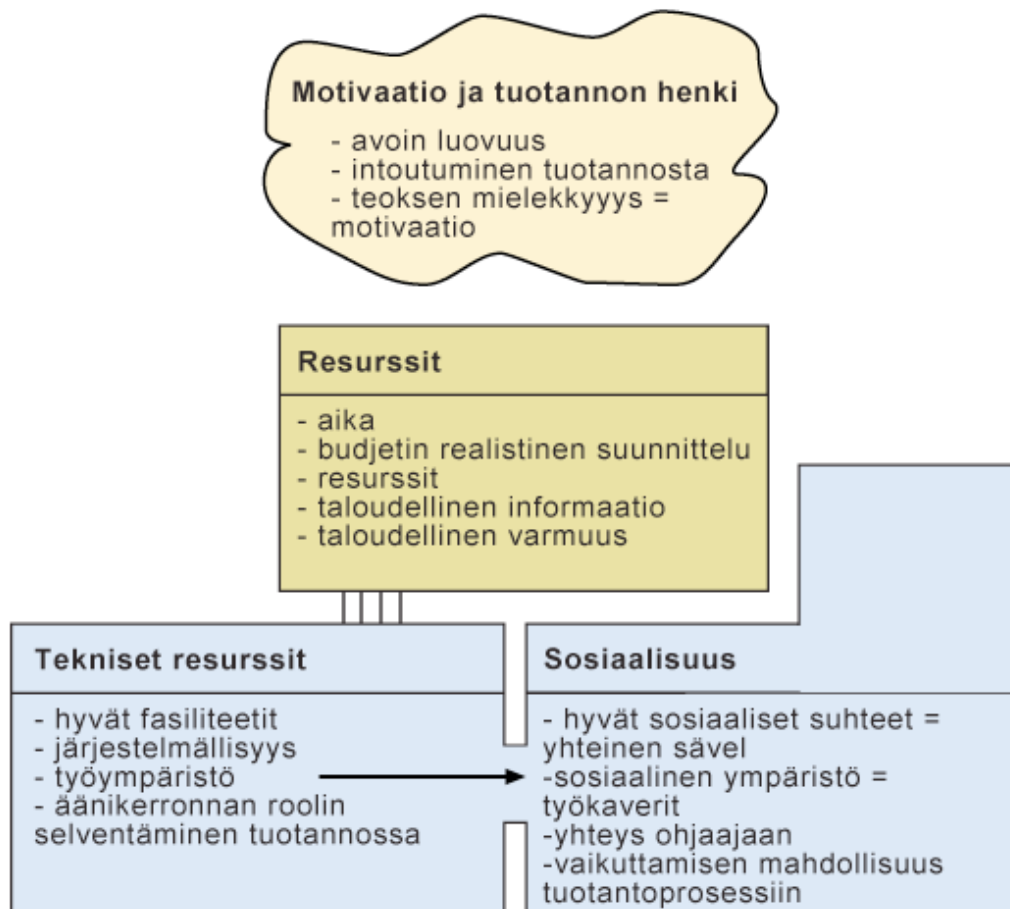 Motivaatio ja tuotannon henki
- avoin luovuus
- intoutuminen tuotannosta
- teoksen mielekkyyys =
motivaatio
Resurssit
- aika
- budjetin realistinen suunnittelu
- resurssit
- taloudellinen informaatio
- taloudellinen varmuus
Tekniset resurssit
- hyvät fasiliteetit
- järjestelmällisyys
- työympäristö
- äänikerronnan roolin
selventäminen tuotannossa
Sosiaalisuus
- hyvät sosiaaliset suhteet =
yhteinen sävel
-sosiaalinen ympäristö =
työkaverit
-yhteys ohjaajaan
-vaikuttamisen mahdollisuus
tuotantoprosessiin